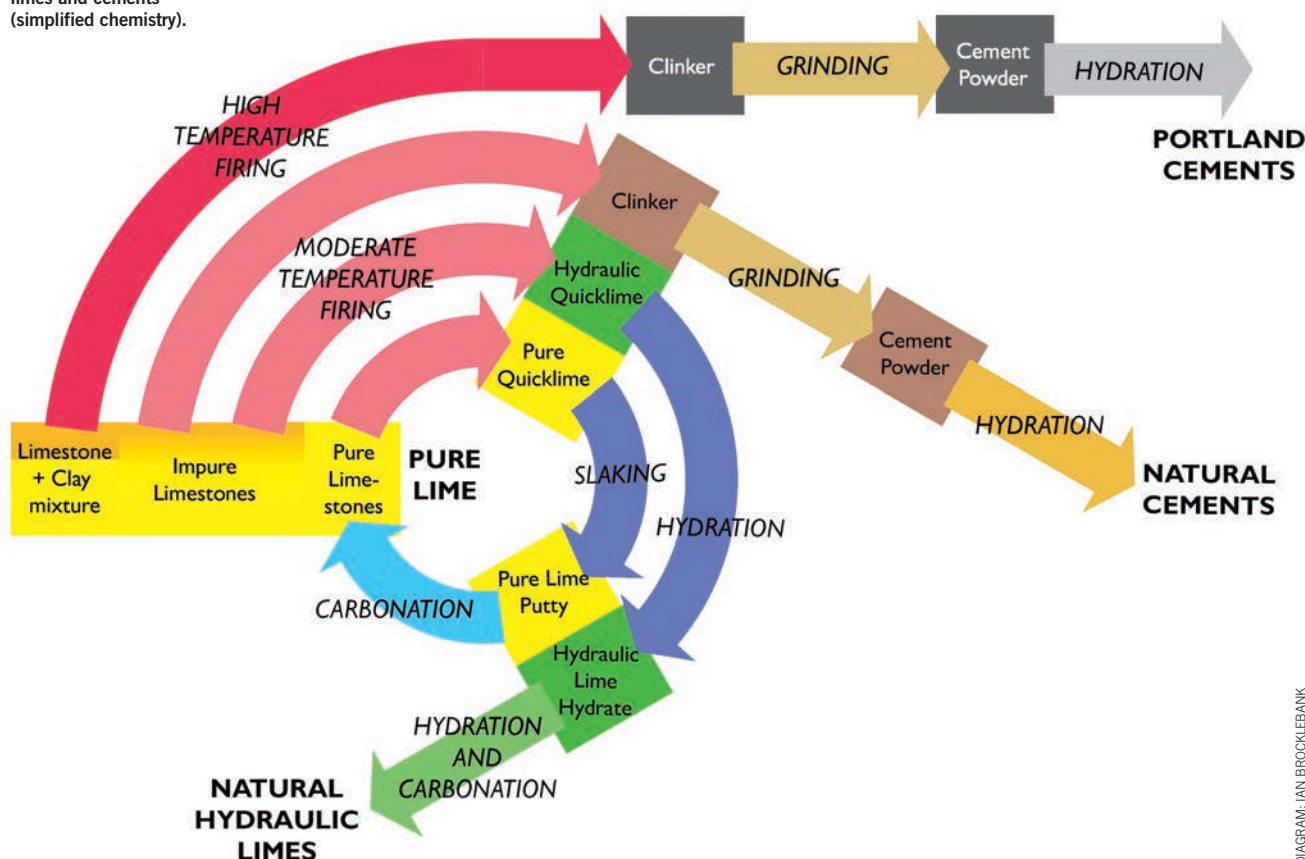 limes and cements
(simplified chemistry).
Clinker
GRINDING
Cement
Powder
HYDRATION
PORTLAND
CEMENTS
HIGH
TEMPERATURE
FIRING
Clinker
MODERATE
TEMPERATURE
FIRING
Hydraulic
Quicklime
GRINDING
Pure
Quicklime
Cement
Powder
HYDRATION
NATURAL
CEMENTS
Limestone
+ Clay
mixture
Impure
Limestones
Pure
Lime-
stones
PURE
LIME
SLAKING
HYDRATION
Pure Lime
Putty
CARBONATION
Hydraulic
Lime
Hydrate
HYDRATION
AND
CARBONATION
NATURAL
HYDRAULIC
LIMES
DIAGRAM: IAN BROCKLEBANK